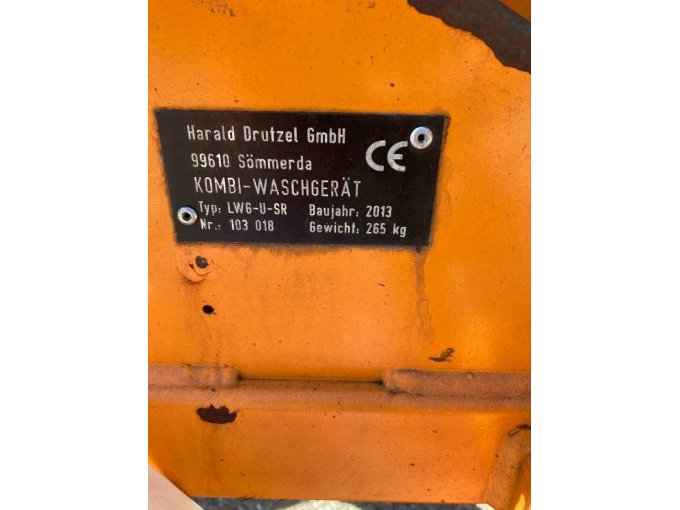 Harald Drutzel GmbH
99610 Sömmerda
CE
KOMBI-WASCHGERÄT
Typ: LWG-U-SR Baujahr: 2013
Nr.: 103 018 Gewicht: 265 kg